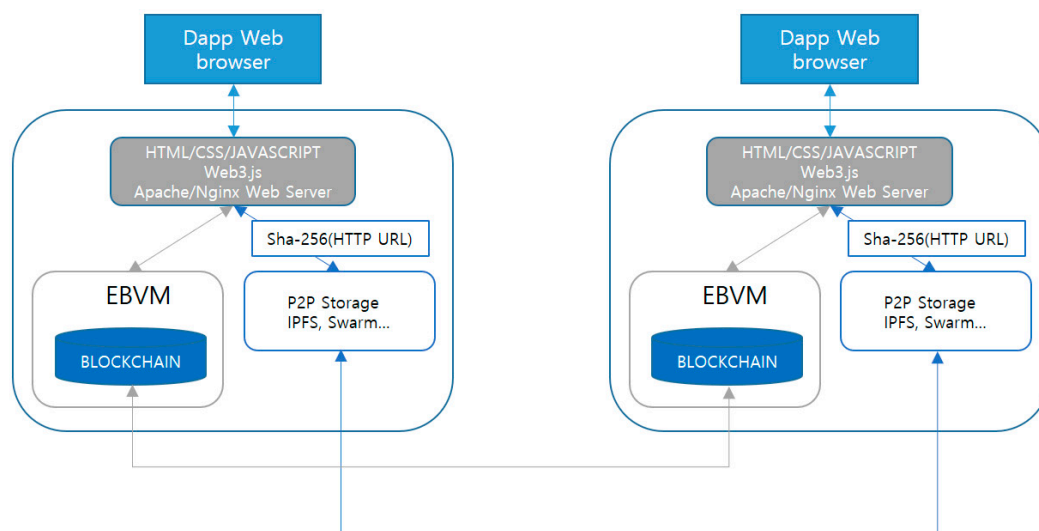 Dapp Web
browser
HTML/CSS/JAVASCRIPT
Web3.js
Apache/Nginx Web Server
Sha-256(HTTP URL)
EBVM
BLOCKCHAIN
P2P Storage
IPFS, Swarm...
Dapp Web
browser
HTML/CSS/JAVASCRIPT
Web3.js
Apache/Nginx Web Server
Sha-256(HTTP URL)
EBVM
BLOCKCHAIN
P2P Storage
IPFS, Swarm...